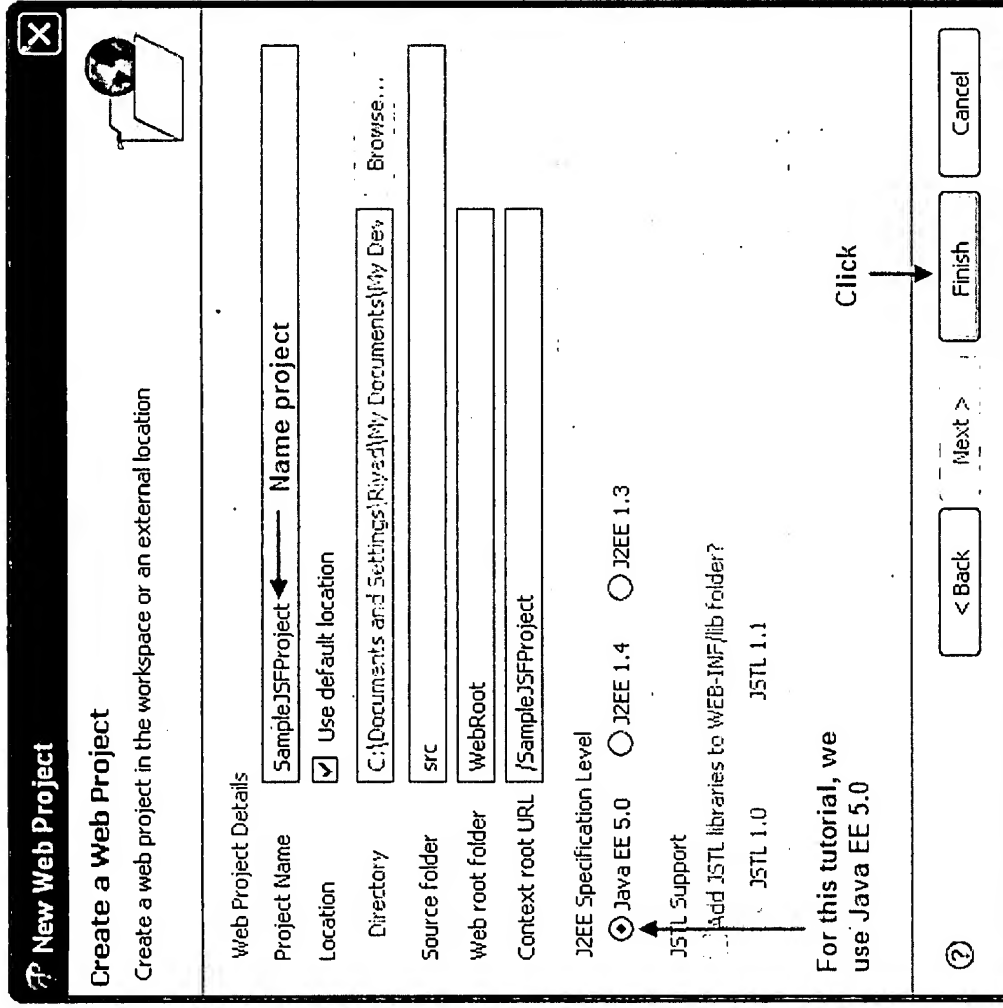 New Web Project
Create a Web Project
Create a web project in the workspace or an external location
Web Project Details
Project Name SampleJSFProject Name project
Location Use default location
Directory C:\Documents and Settings\Riyad\My Documents\My Dev Browse...
Source folder src
Web root folder WebRoot
Context root URL /SampleJSFProject
J2EE Specification Level
Java EE 5.0 J2EE 1.4 J2EE 1.3
JSTL Support
Add JSTL libraries to WEB-INF/lib folder?
JSTL 1.0 JSTL 1.1
For this tutorial, we
use Java EE 5.0
Click
? < Back Next > Finish Cancel